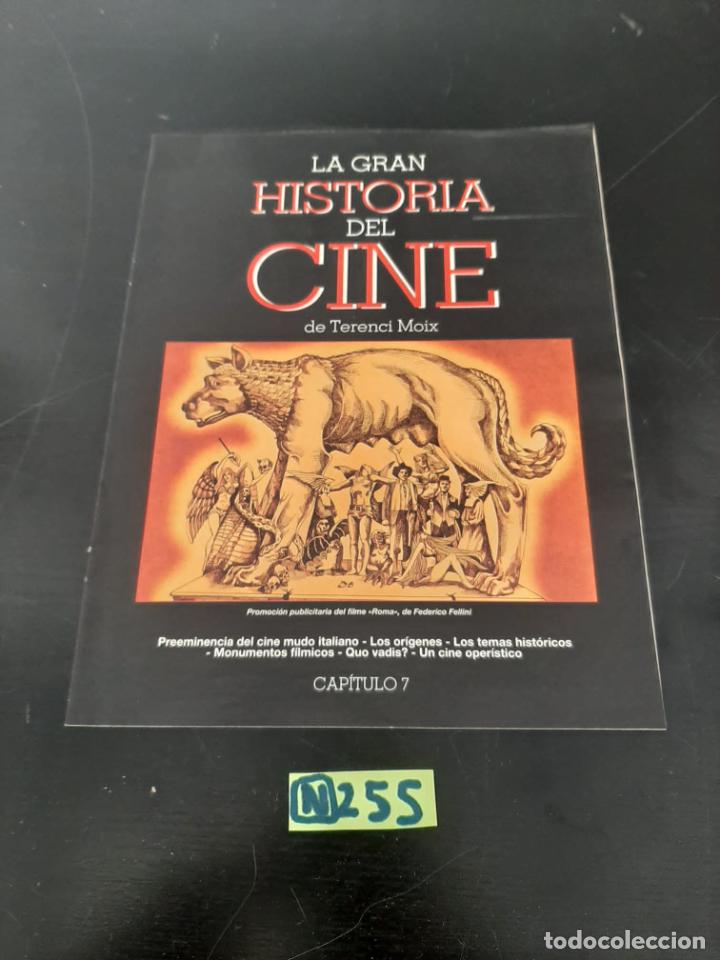 LA GRAN
HISTORIA
DEL
CINE
de Terenci Moix
Promoción publicitaria del filme «Roma», de Federico Fellini
Preeminencia del cine mudo italiano - Los orígenes - Los temas históricos
- Monumentos fílmicos - Quo vadis? - Un cine operístico
CAPÍTULO 7
N 255
todocoleccion